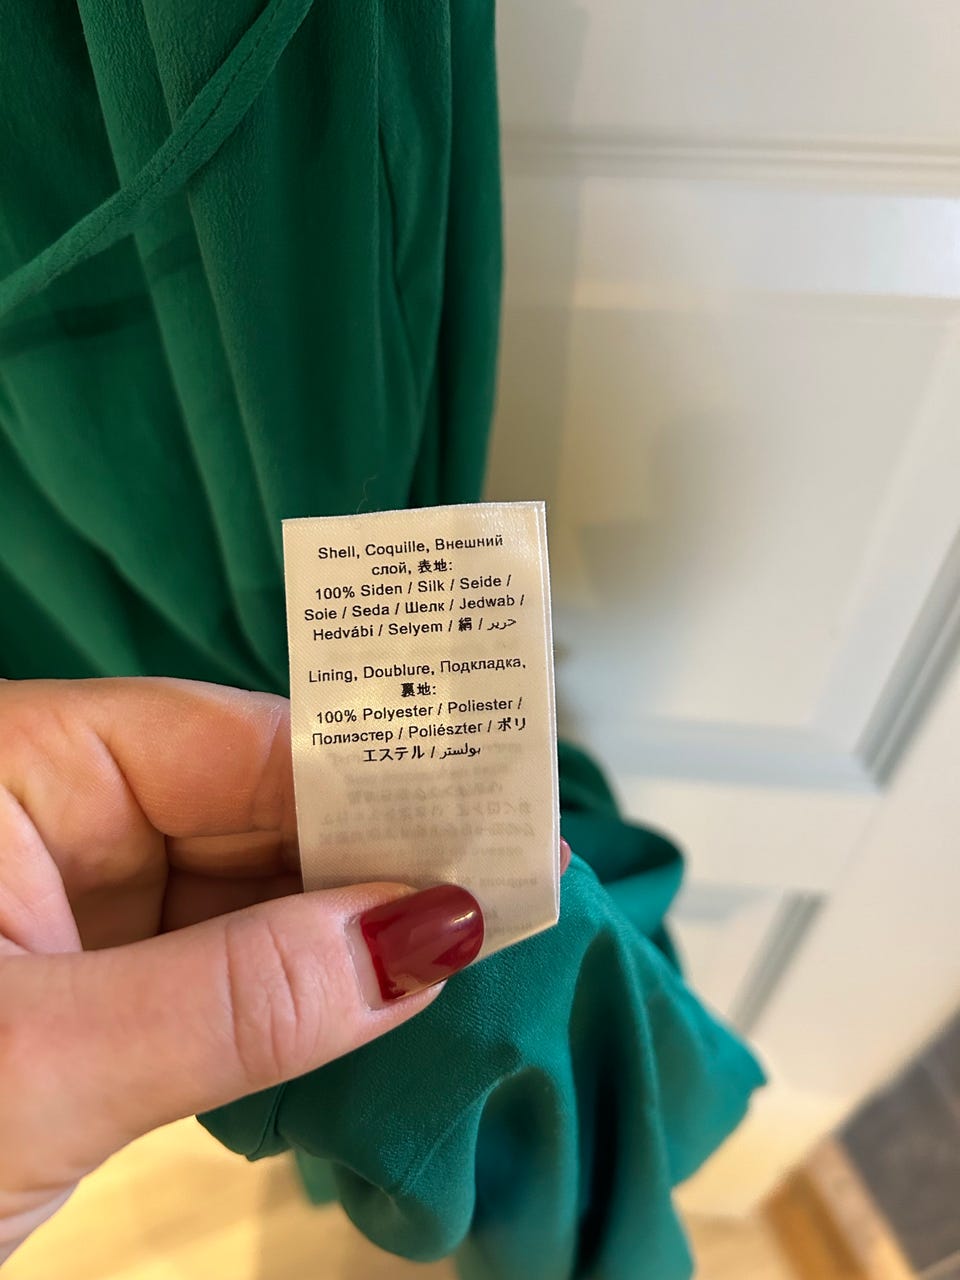 Shell, Coquille, Внешний
слой, 表地:
100% Siden / Silk / Seide /
Soie / Seda / Шелк / Jedwab /
Hedvábi / Selyem / 絹 / حرير
Lining, Doublure, Подкладка,
裏地:
100% Polyester / Poliester /
Полиэстер / Poliészter / ポリ
エステル / بولستر